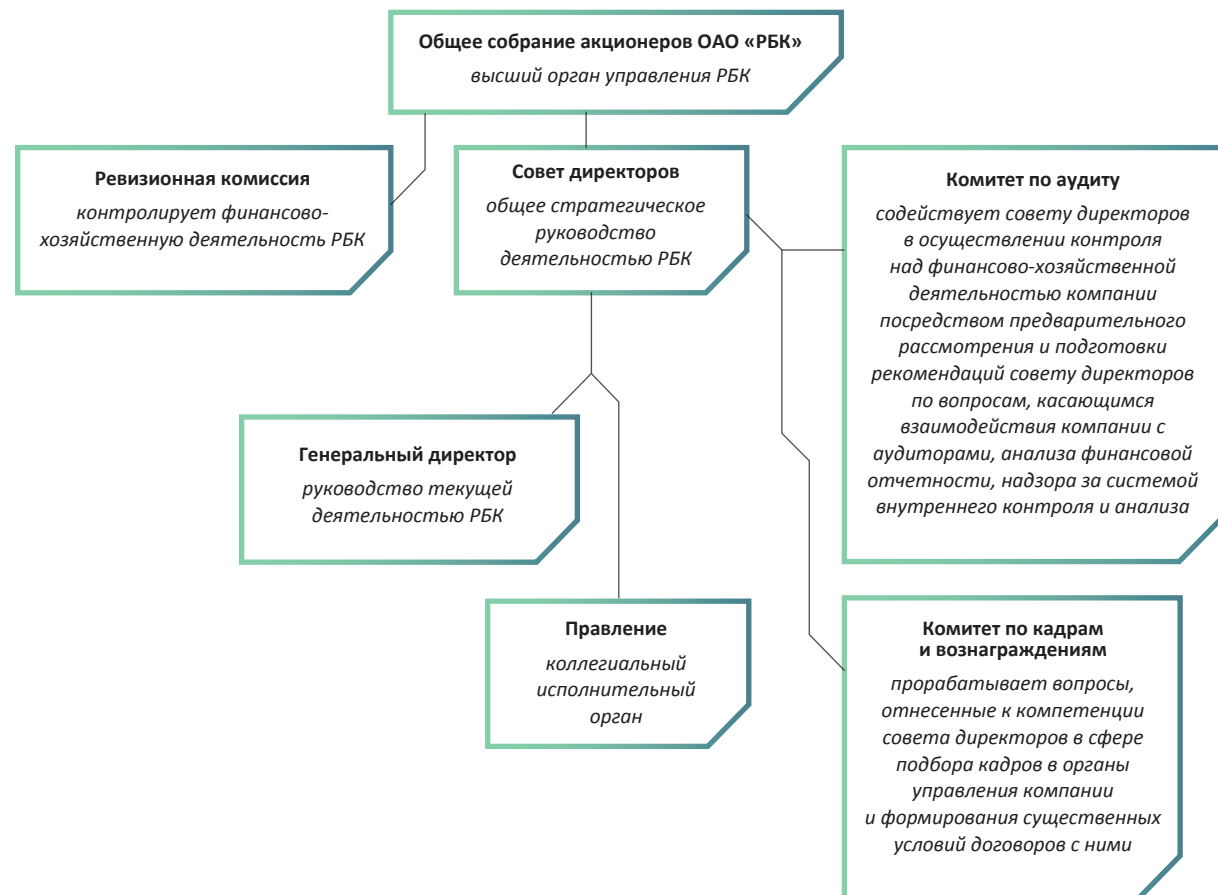 Общее собрание акционеров ОАО «РБК»
высший орган управления РБК
Ревизионная комиссия
контролирует финансово-
хозяйственную деятельность РБК
Совет директоров
общее стратегическое
руководство
деятельностью РБК
Комитет по аудиту
содействует совету директоров
в осуществлении контроля
над финансово-хозяйственной
деятельностью компании
посредством предварительного
рассмотрения и подготовки
рекомендаций совету директоров
по вопросам, касающимся
взаимодействия компании с
аудиторами, анализа финансовой
отчетности, надзора за системой
внутреннего контроля и анализа
Генеральный директор
руководство текущей
деятельностью РБК
Правление
коллегиальный
исполнительный
орган
Комитет по кадрам
и вознаграждениям
прорабатывает вопросы,
отнесенные к компетенции
совета директоров в сфере
подбора кадров в органы
управления компании
и формирования существенных
условий договоров с ними